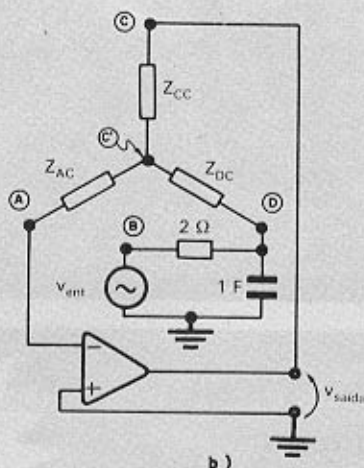 C
Z_CC
C'
Z_AC
Z_DC
A
D
B
2 Ω
v_ent
1 F
−
+
v_saída
b)